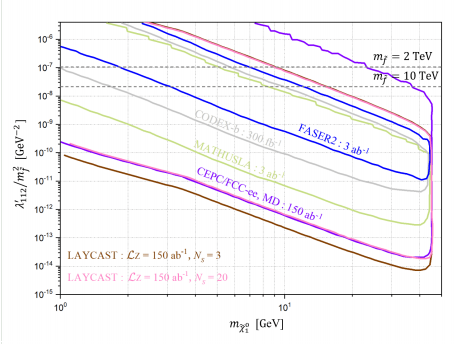 10⁻⁶
10⁻⁷
10⁻⁸
10⁻⁹
10⁻¹⁰
10⁻¹¹
10⁻¹²
10⁻¹³
10⁻¹⁴
10⁻¹⁵
λ'₁₁₂/m²_f̃ [GeV⁻²]
m_f̃ = 2 TeV
m_f̃ = 10 TeV
CODEX-b : 300 fb⁻¹
FASER2 : 3 ab⁻¹
MATHUSLA : 3 ab⁻¹
CEPC/FCC-ee, MD : 150 ab⁻¹
LAYCAST : ℒz = 150 ab⁻¹, Nₛ = 3
LAYCAST : ℒz = 150 ab⁻¹, Nₛ = 20
10⁰
10¹
m_χ̃₁⁰ [GeV]